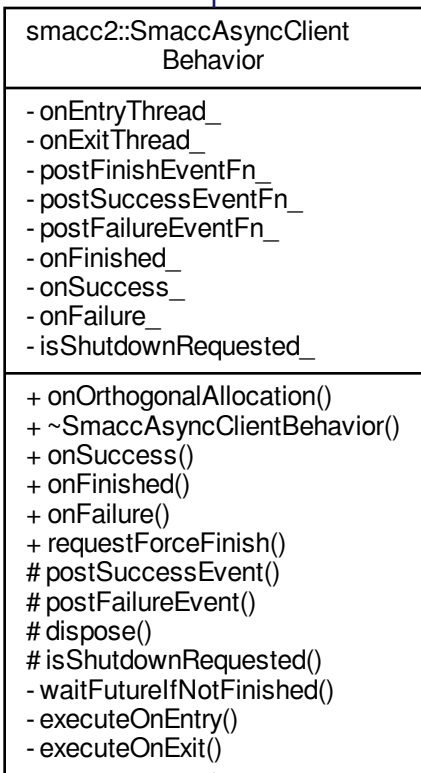 smacc2::SmaccAsyncClient
Behavior
- onEntryThread_
- onExitThread_
- postFinishEventFn_
- postSuccessEventFn_
- postFailureEventFn_
- onFinished_
- onSuccess_
- onFailure_
- isShutdownRequested_
+ onOrthogonalAllocation()
+ ~SmaccAsyncClientBehavior()
+ onSuccess()
+ onFinished()
+ onFailure()
+ requestForceFinish()
# postSuccessEvent()
# postFailureEvent()
# dispose()
# isShutdownRequested()
- waitFutureIfNotFinished()
- executeOnEntry()
- executeOnExit()